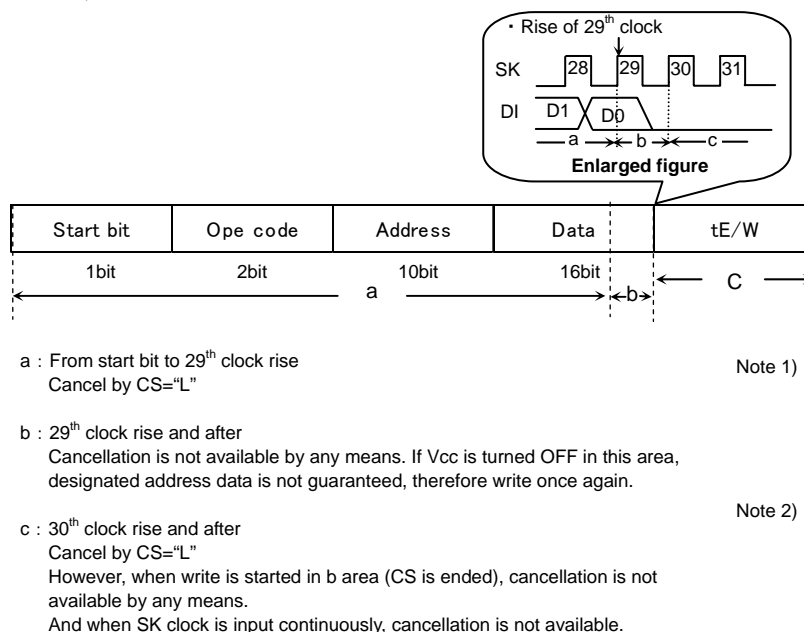 ・Rise of 29th clock
SK 28 29 30 31
DI D1 D0
a b c
Enlarged figure
Start bit Ope code Address Data tE/W
1bit 2bit 10bit 16bit
a b C
a : From start bit to 29th clock rise
Cancel by CS="L"
Note 1)
b : 29th clock rise and after
Cancellation is not available by any means. If Vcc is turned OFF in this area,
designated address data is not guaranteed, therefore write once again.
Note 2)
c : 30th clock rise and after
Cancel by CS="L"
However, when write is started in b area (CS is ended), cancellation is not
available by any means.
And when SK clock is input continuously, cancellation is not available.